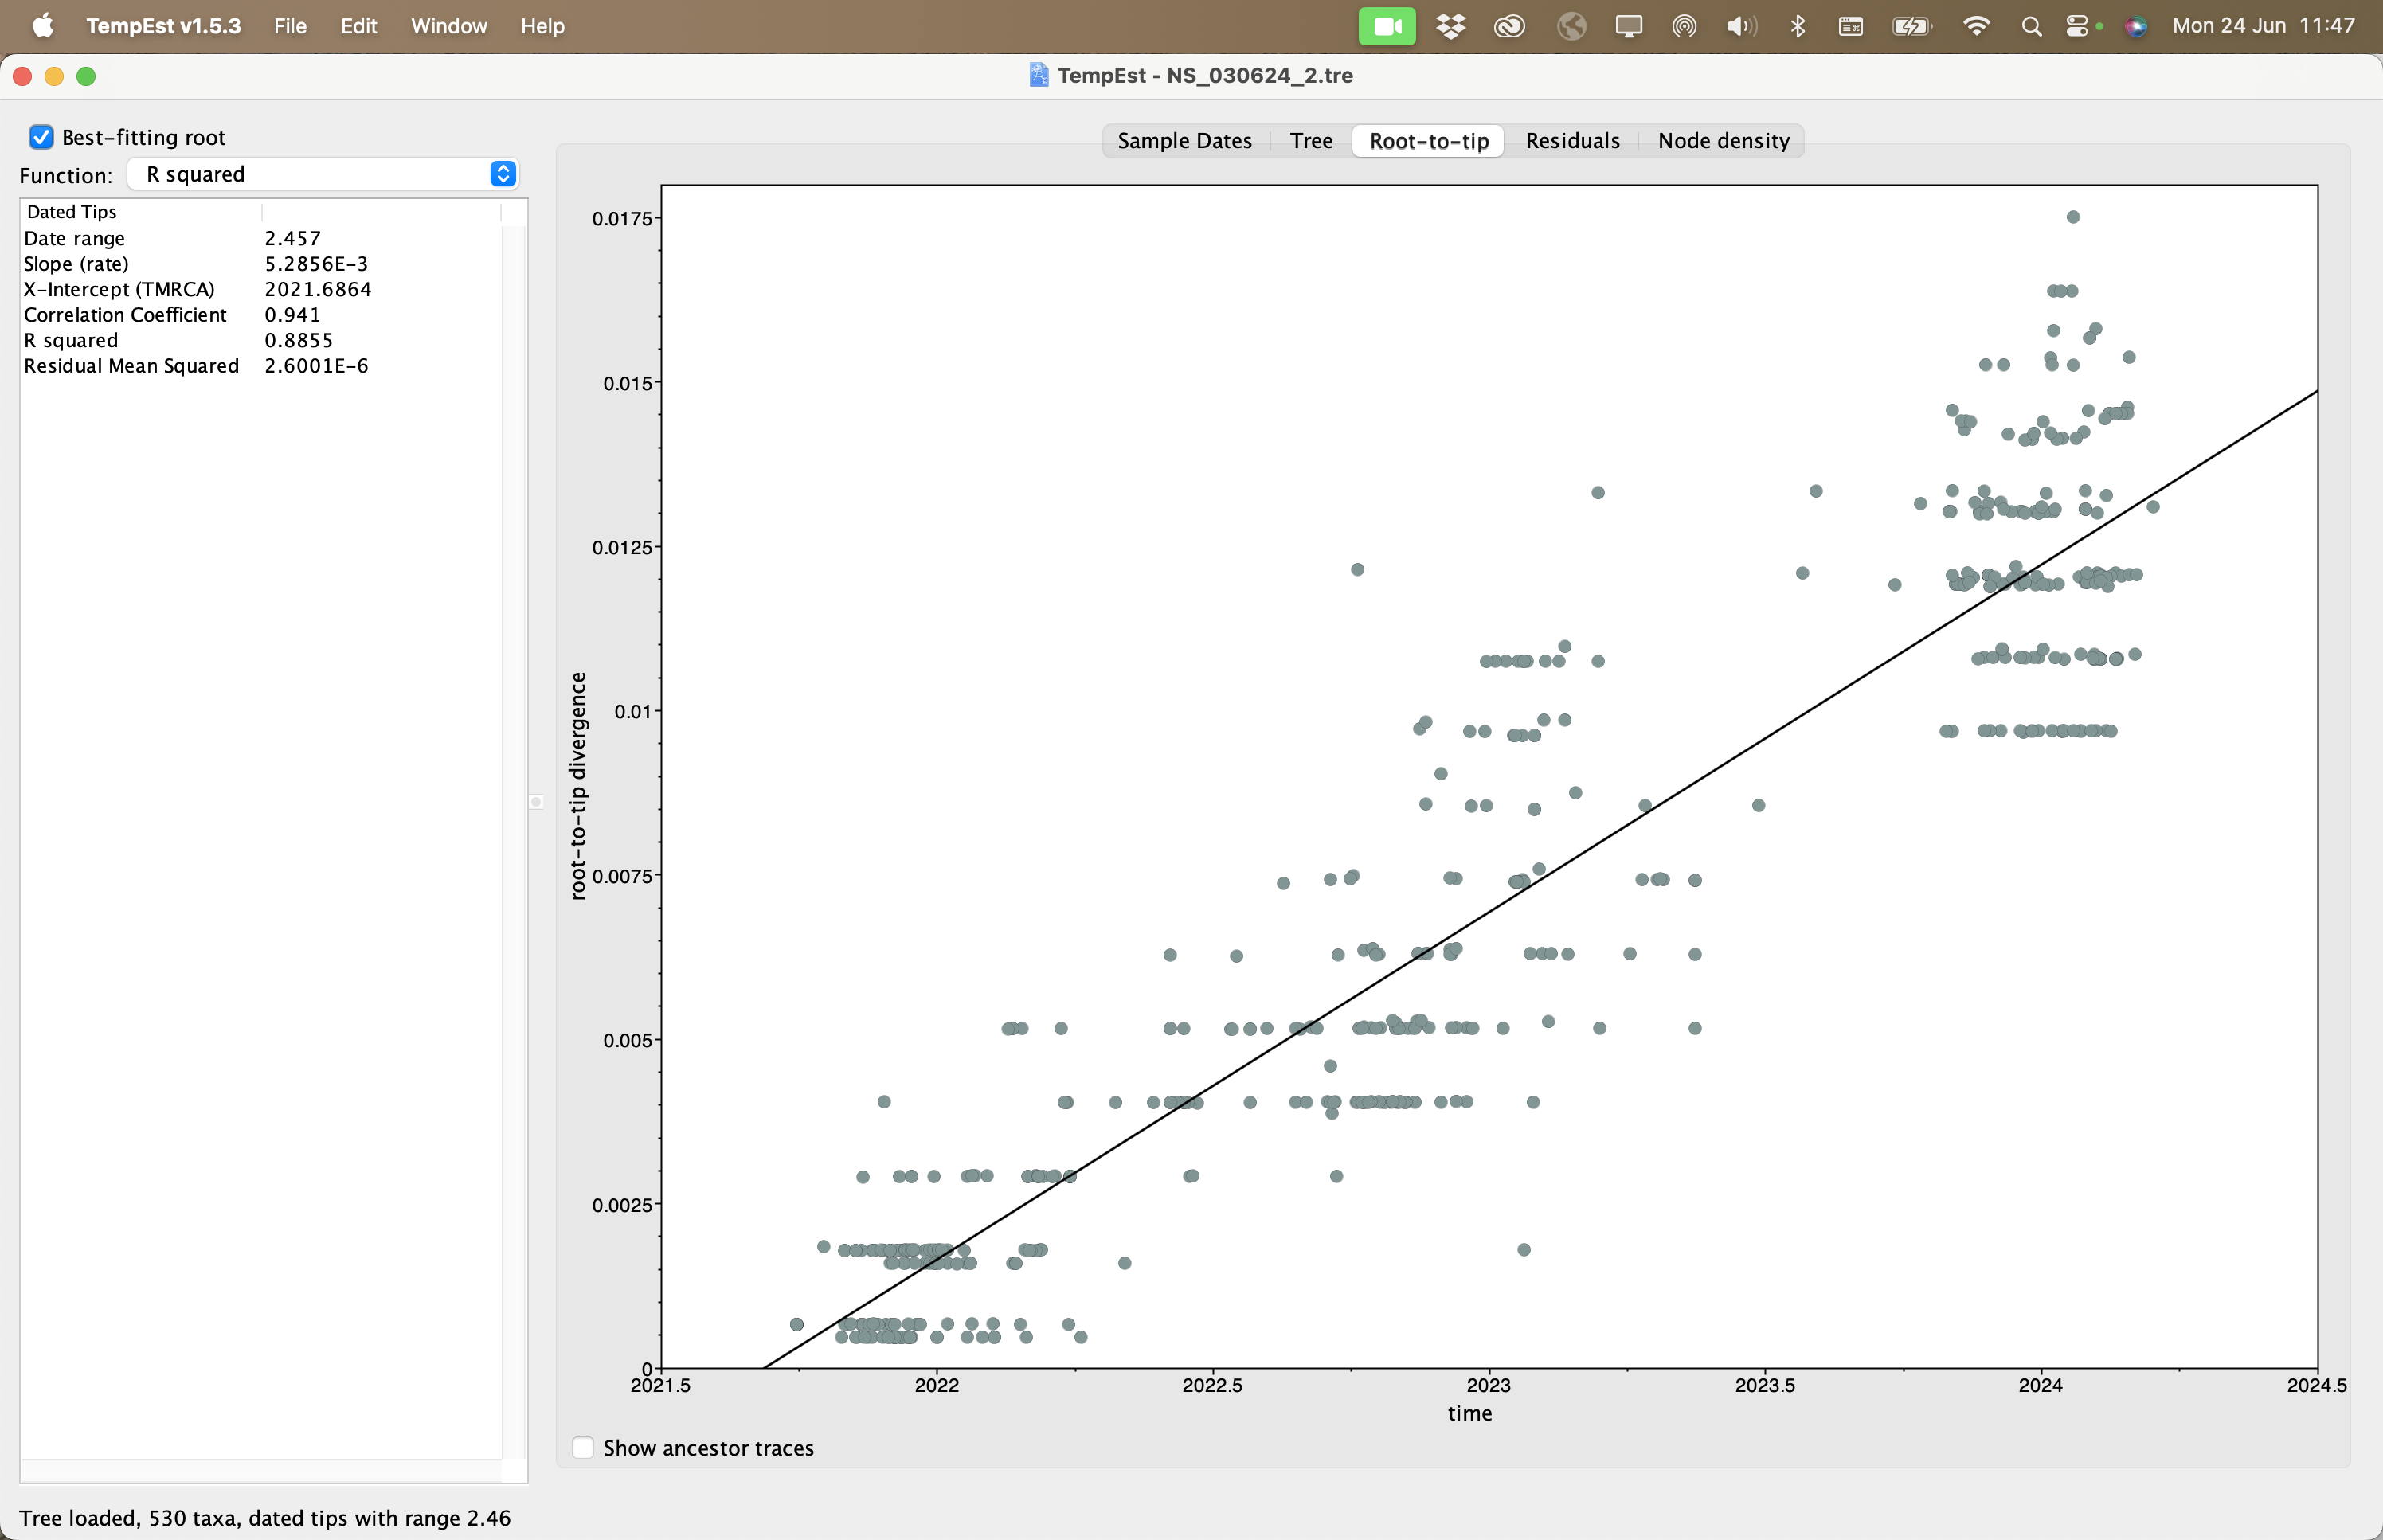 TempEst v1.5.3 File Edit Window Help Mon 24 Jun 11:47
TempEst - NS_030624_2.tre
Best-fitting root
Function: R squared
Dated Tips
Date range 2.457
Slope (rate) 5.2856E-3
X-Intercept (TMRCA) 2021.6864
Correlation Coefficient 0.941
R squared 0.8855
Residual Mean Squared 2.6001E-6
Sample Dates Tree Root-to-tip Residuals Node density
0.0175
0.015
0.0125
0.01
0.0075
0.005
0.0025
0
root-to-tip divergence
2021.5 2022 2022.5 2023 2023.5 2024 2024.5
time
Show ancestor traces
Tree loaded, 530 taxa, dated tips with range 2.46